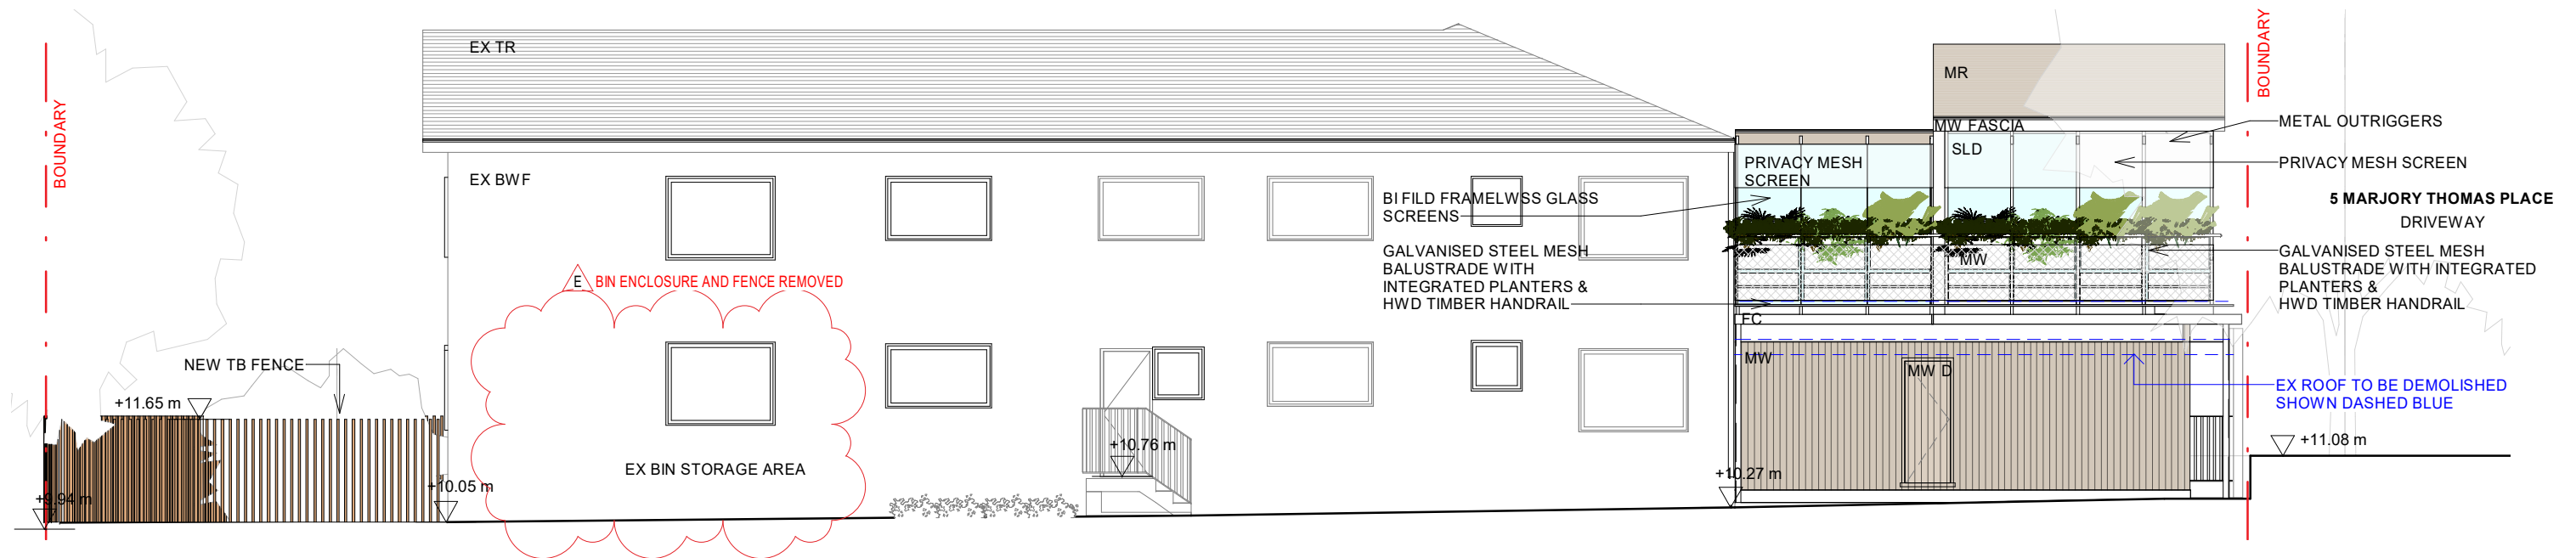 BOUNDARY
EX TR
EX BWF
E
BIN ENCLOSURE AND FENCE REMOVED
EX BIN STORAGE AREA
NEW TB FENCE
+11.65 m
+9.94 m
+10.05 m
+10.76 m
+10.27 m
BI FILD FRAMELWSS GLASS
SCREENS
GALVANISED STEEL MESH
BALUSTRADE WITH
INTEGRATED PLANTERS &
HWD TIMBER HANDRAIL
PRIVACY MESH
SCREEN
MR
MW FASCIA
SLD
MW
FC
MW
MW D
BOUNDARY
METAL OUTRIGGERS
PRIVACY MESH SCREEN
5 MARJORY THOMAS PLACE
DRIVEWAY
GALVANISED STEEL MESH
BALUSTRADE WITH INTEGRATED
PLANTERS &
HWD TIMBER HANDRAIL
EX ROOF TO BE DEMOLISHED
SHOWN DASHED BLUE
+11.08 m